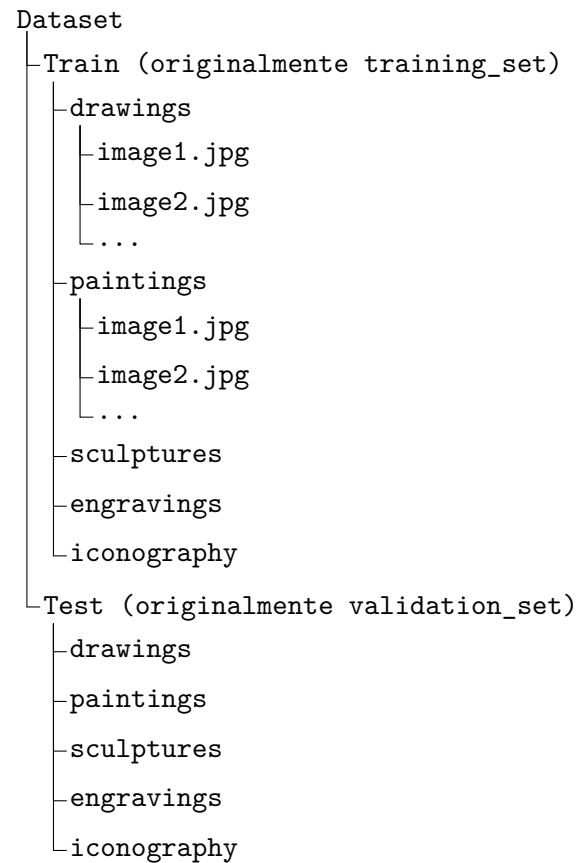 Dataset
Train (originalmente training_set)
drawings
image1.jpg
image2.jpg
...
paintings
image1.jpg
image2.jpg
...
sculptures
engravings
iconography
Test (originalmente validation_set)
drawings
paintings
sculptures
engravings
iconography